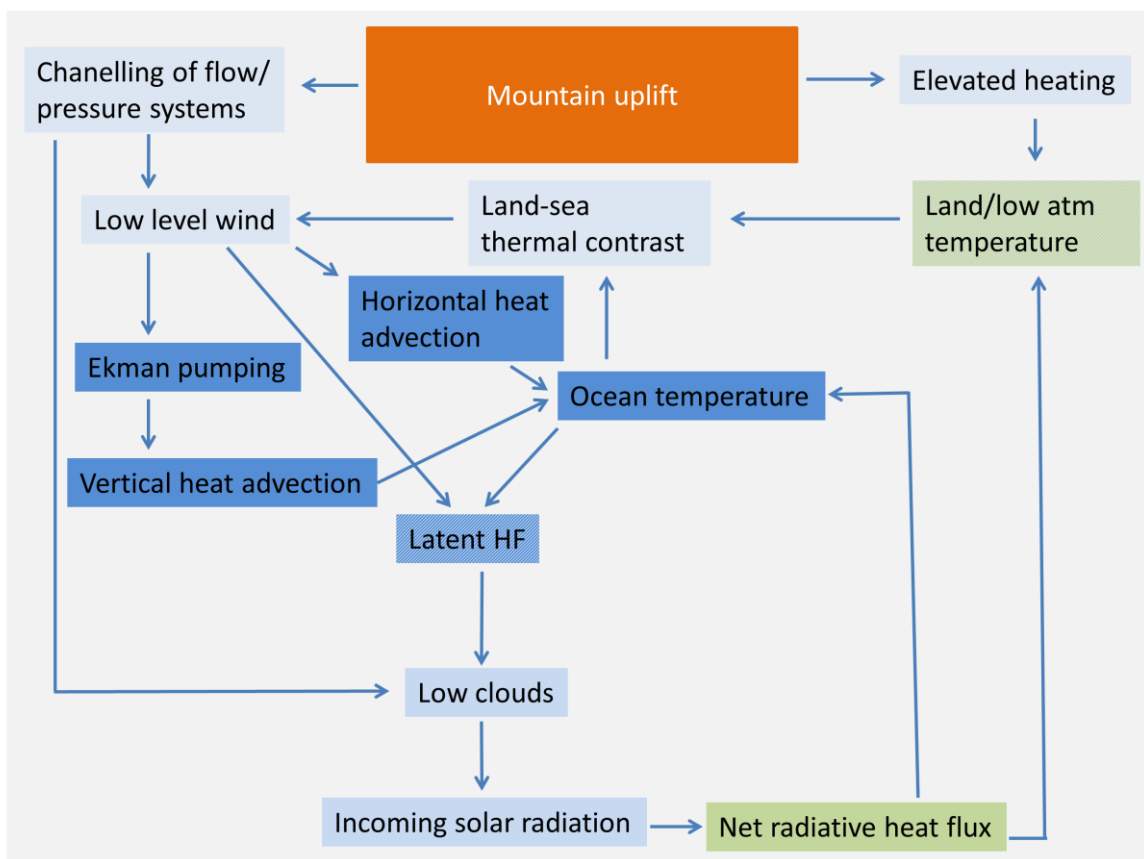 Chanelling of flow/
pressure systems
Mountain uplift
Elevated heating
Low level wind
Land-sea
thermal contrast
Land/low atm
temperature
Horizontal heat
advection
Ekman pumping
Ocean temperature
Vertical heat advection
Latent HF
Low clouds
Incoming solar radiation
Net radiative heat flux